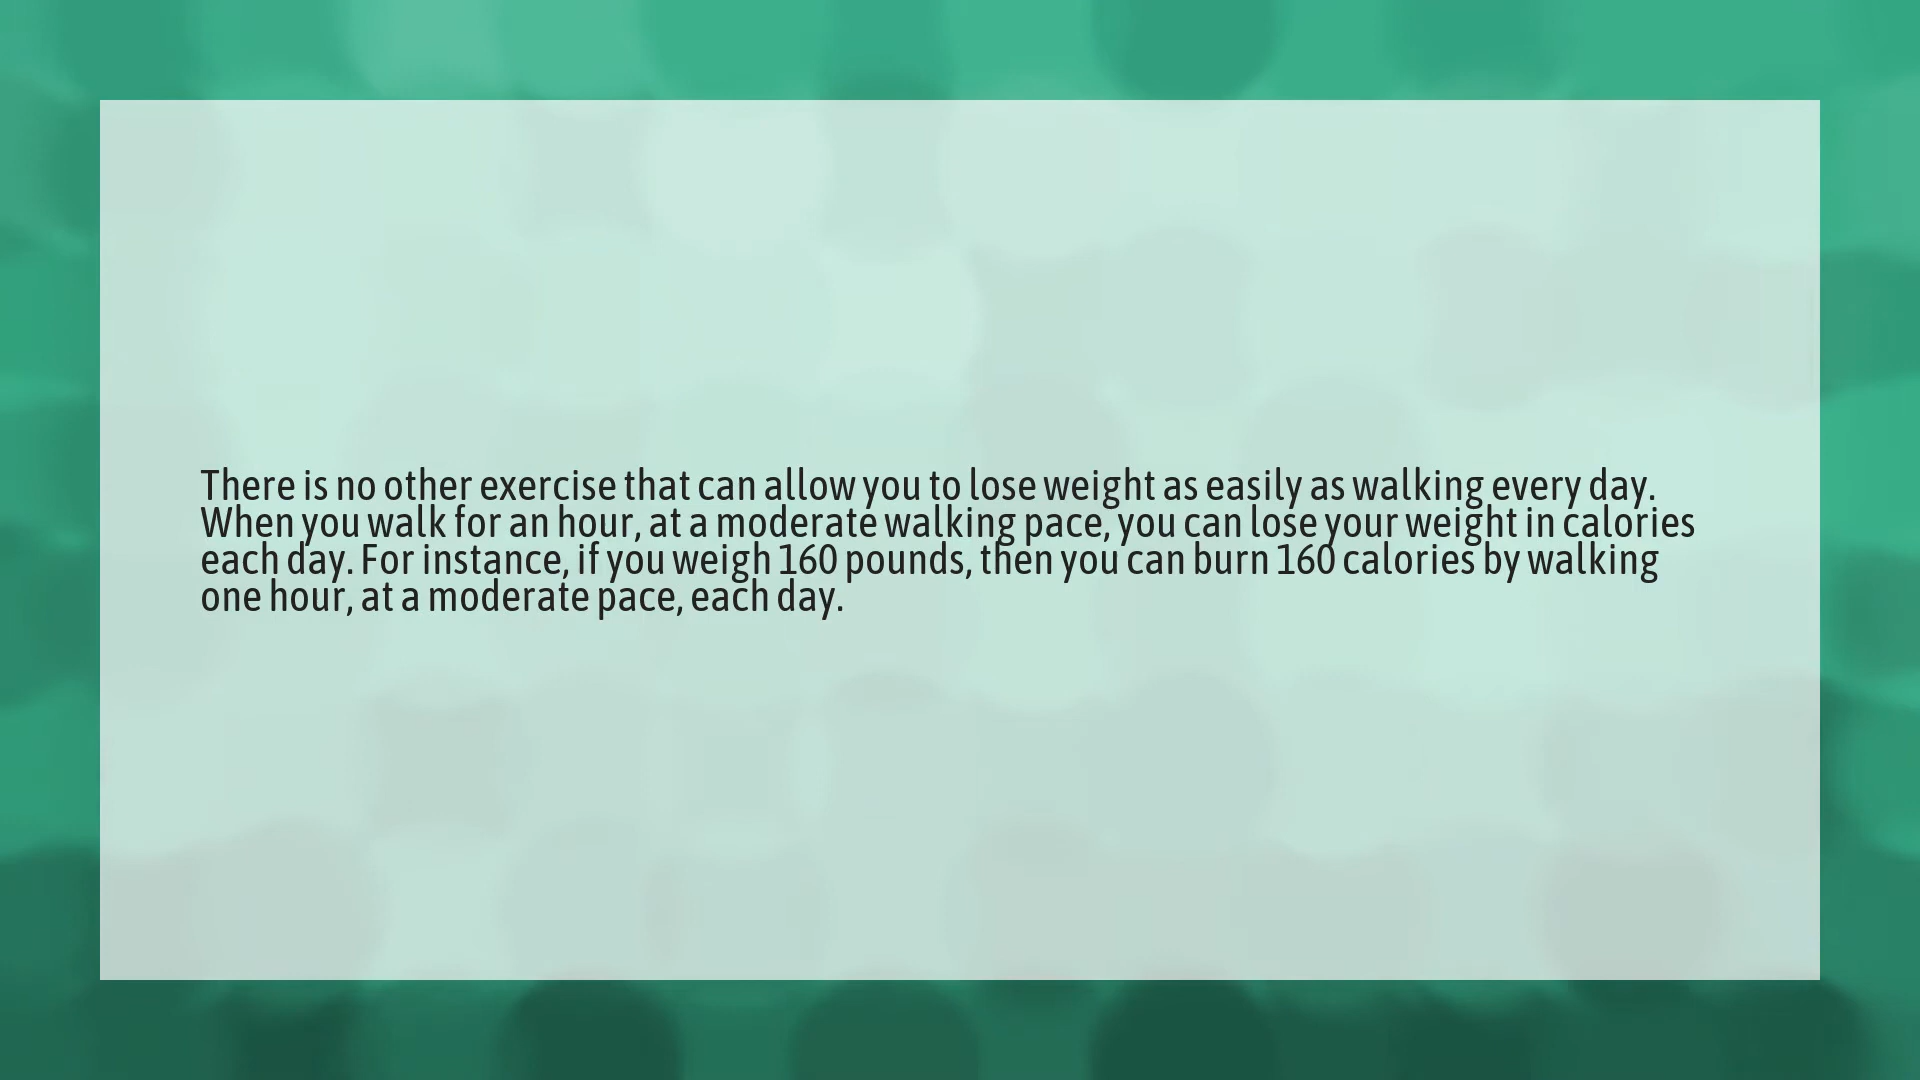 There is no other exercise that can allow you to lose weight as easily as walking every day.
When you walk for an hour, at a moderate walking pace, you can lose your weight in calories
each day. For instance, if you weigh 160 pounds, then you can burn 160 calories by walking
one hour, at a moderate pace, each day.